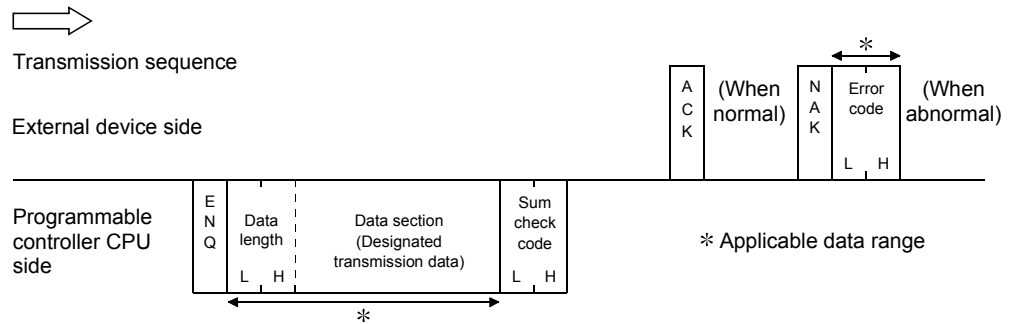 Transmission sequence
External device side
A
C
K
(When
normal)
N
A
K
*
Error
code
L H
(When
abnormal)
Programmable
controller CPU
side
E
N
Q
Data
length
L H
Data section
(Designated
transmission data)
Sum
check
code
L H
*
* Applicable data range